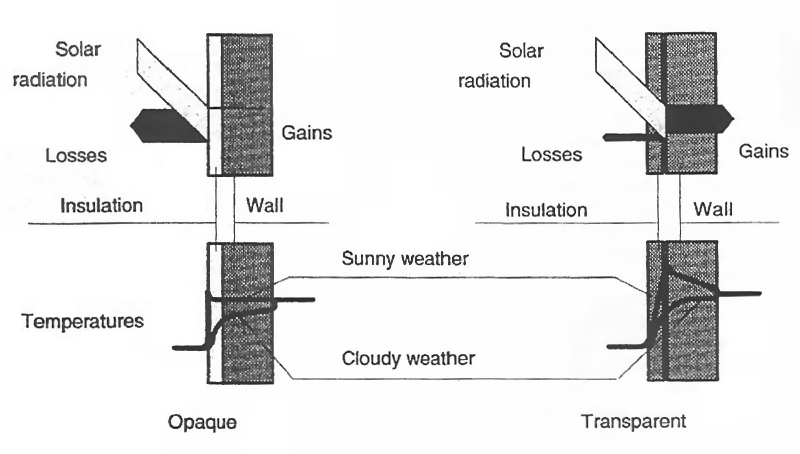 Solar
radiation
Losses
Gains
Insulation
Wall
Solar
radiation
Losses
Gains
Insulation
Wall
Sunny weather
Temperatures
Cloudy weather
Opaque
Transparent